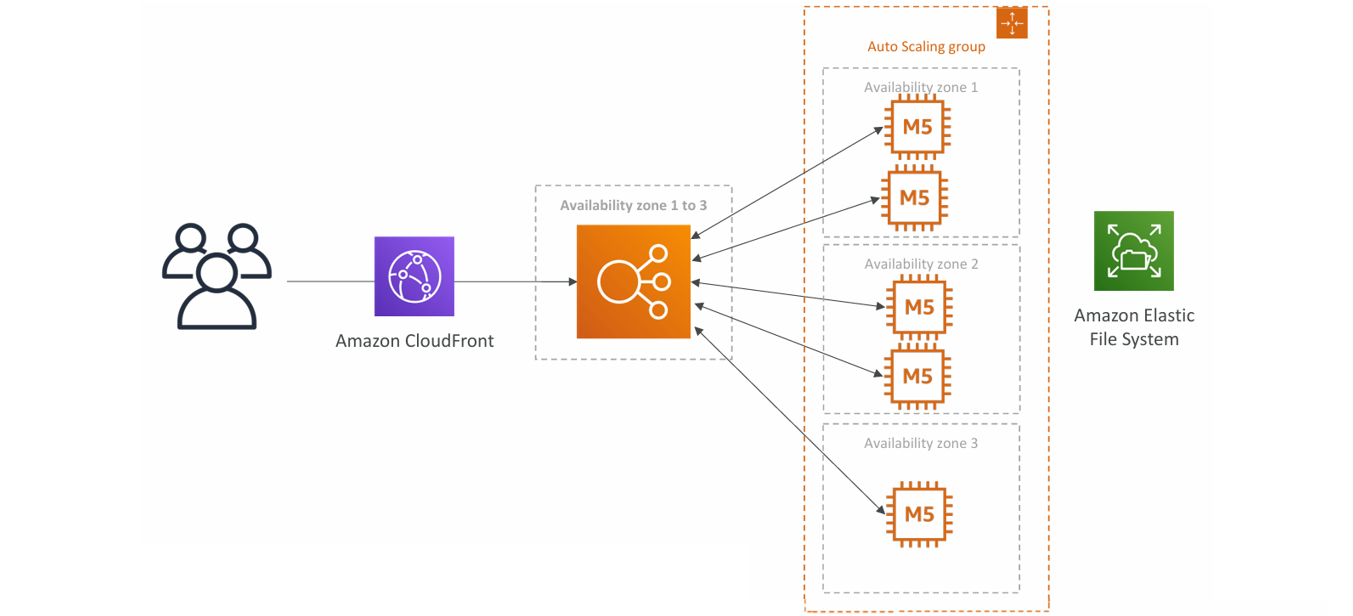 Auto Scaling group
Availability zone 1
M5
M5
Availability zone 1 to 3
Availability zone 2
M5
M5
Amazon CloudFront
Amazon Elastic
File System
Availability zone 3
M5